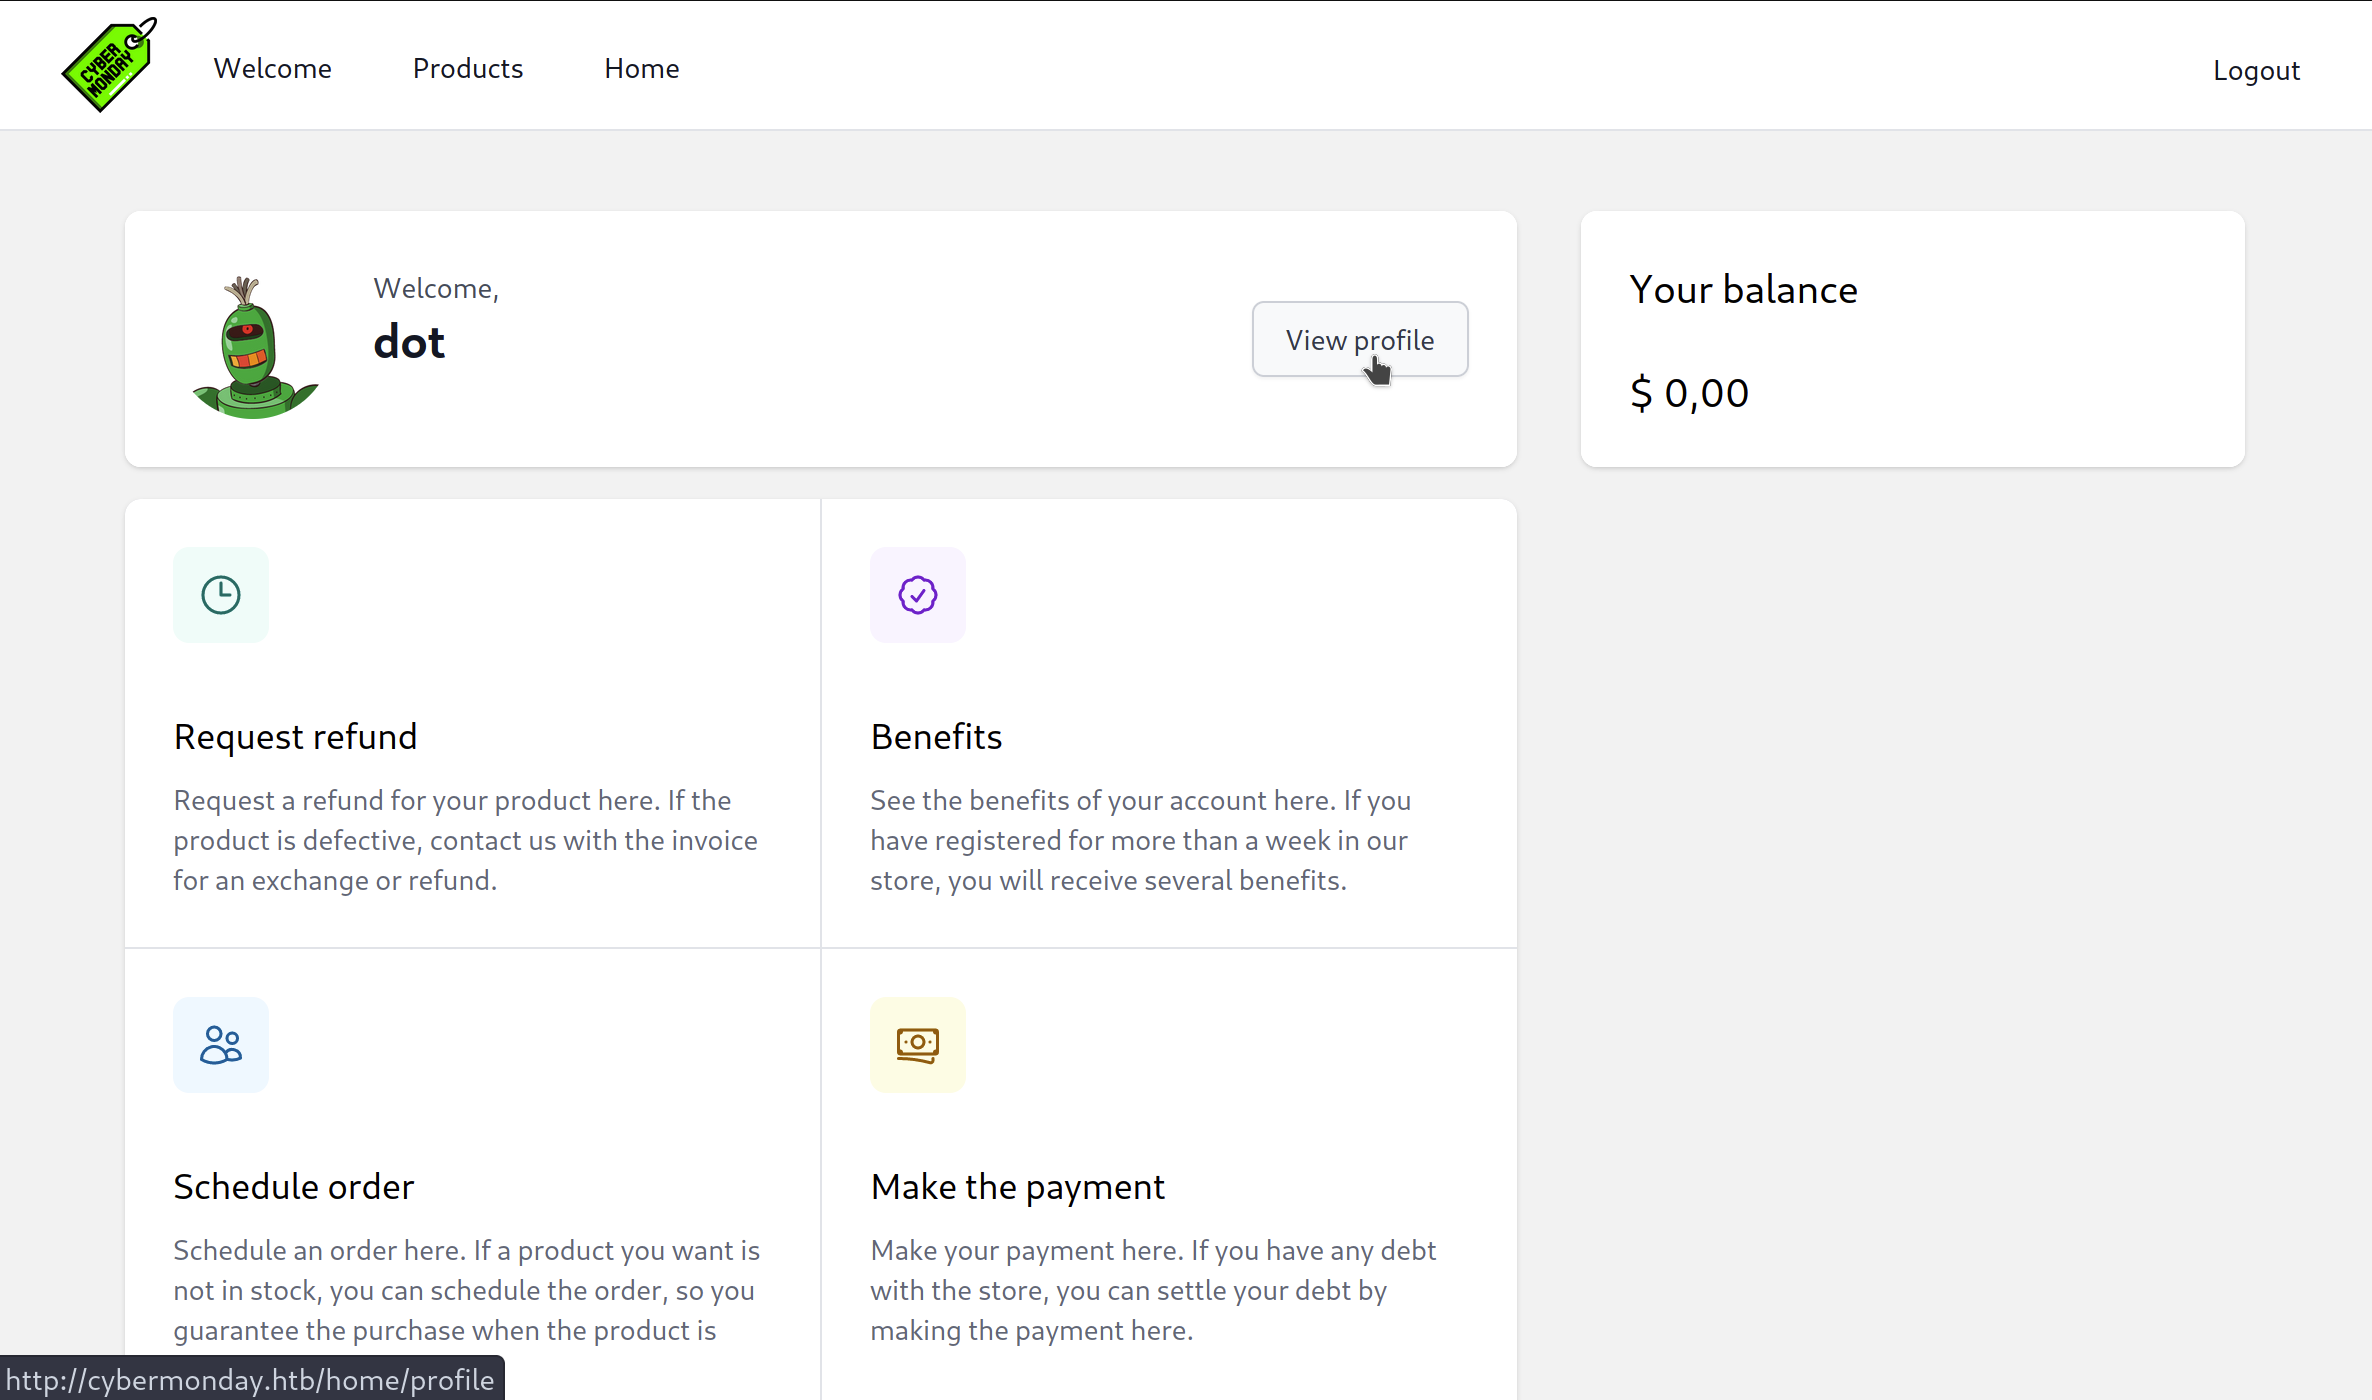 CYBER
MONDAY
Welcome
Products
Home
Logout
Welcome,
dot
View profile
Your balance
$ 0,00
Request refund
Request a refund for your product here. If the
product is defective, contact us with the invoice
for an exchange or refund.
Benefits
See the benefits of your account here. If you
have registered for more than a week in our
store, you will receive several benefits.
Schedule order
Schedule an order here. If a product you want is
not in stock, you can schedule the order, so you
guarantee the purchase when the product is
Make the payment
Make your payment here. If you have any debt
with the store, you can settle your debt by
making the payment here.
http://cybermonday.htb/home/profile